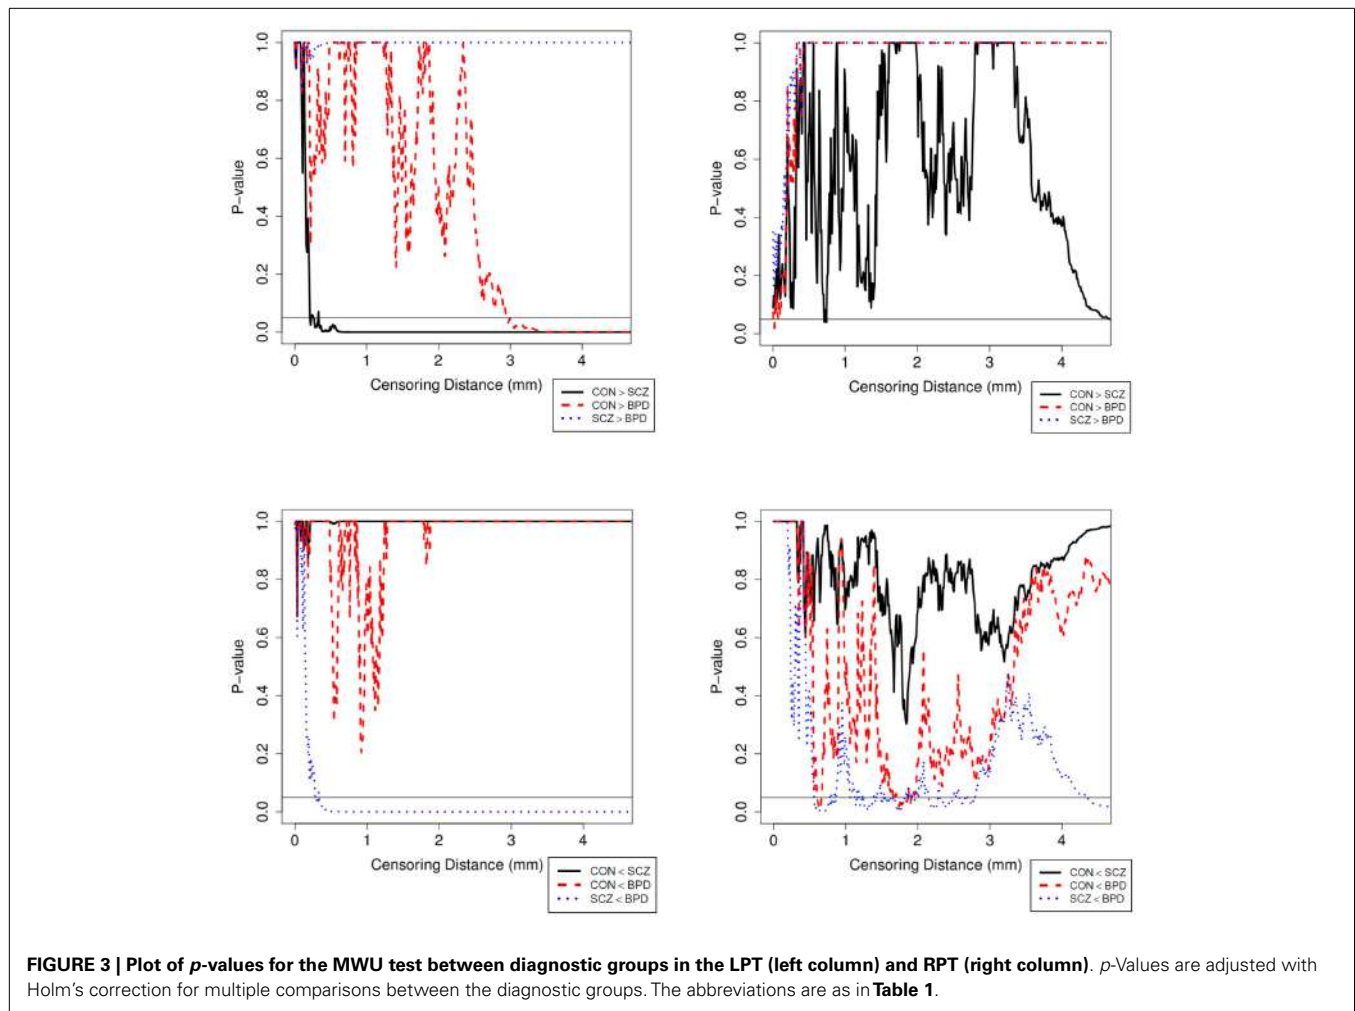 1.0
0.8
0.6
0.4
0.2
0.0
P-value
0 1 2 3 4
Censoring Distance (mm)
CON > SCZ
CON > BPD
SCZ > BPD
1.0
0.8
0.6
0.4
0.2
0.0
P-value
0 1 2 3 4
Censoring Distance (mm)
CON > SCZ
CON > BPD
SCZ > BPD
1.0
0.8
0.6
0.4
0.2
0.0
P-value
0 1 2 3 4
Censoring Distance (mm)
CON < SCZ
CON < BPD
SCZ < BPD
1.0
0.8
0.6
0.4
0.2
0.0
P-value
0 1 2 3 4
Censoring Distance (mm)
CON < SCZ
CON < BPD
SCZ < BPD
FIGURE 3 | Plot of p-values for the MWU test between diagnostic groups in the LPT (left column) and RPT (right column). p-Values are adjusted with
Holm's correction for multiple comparisons between the diagnostic groups. The abbreviations are as in Table 1.